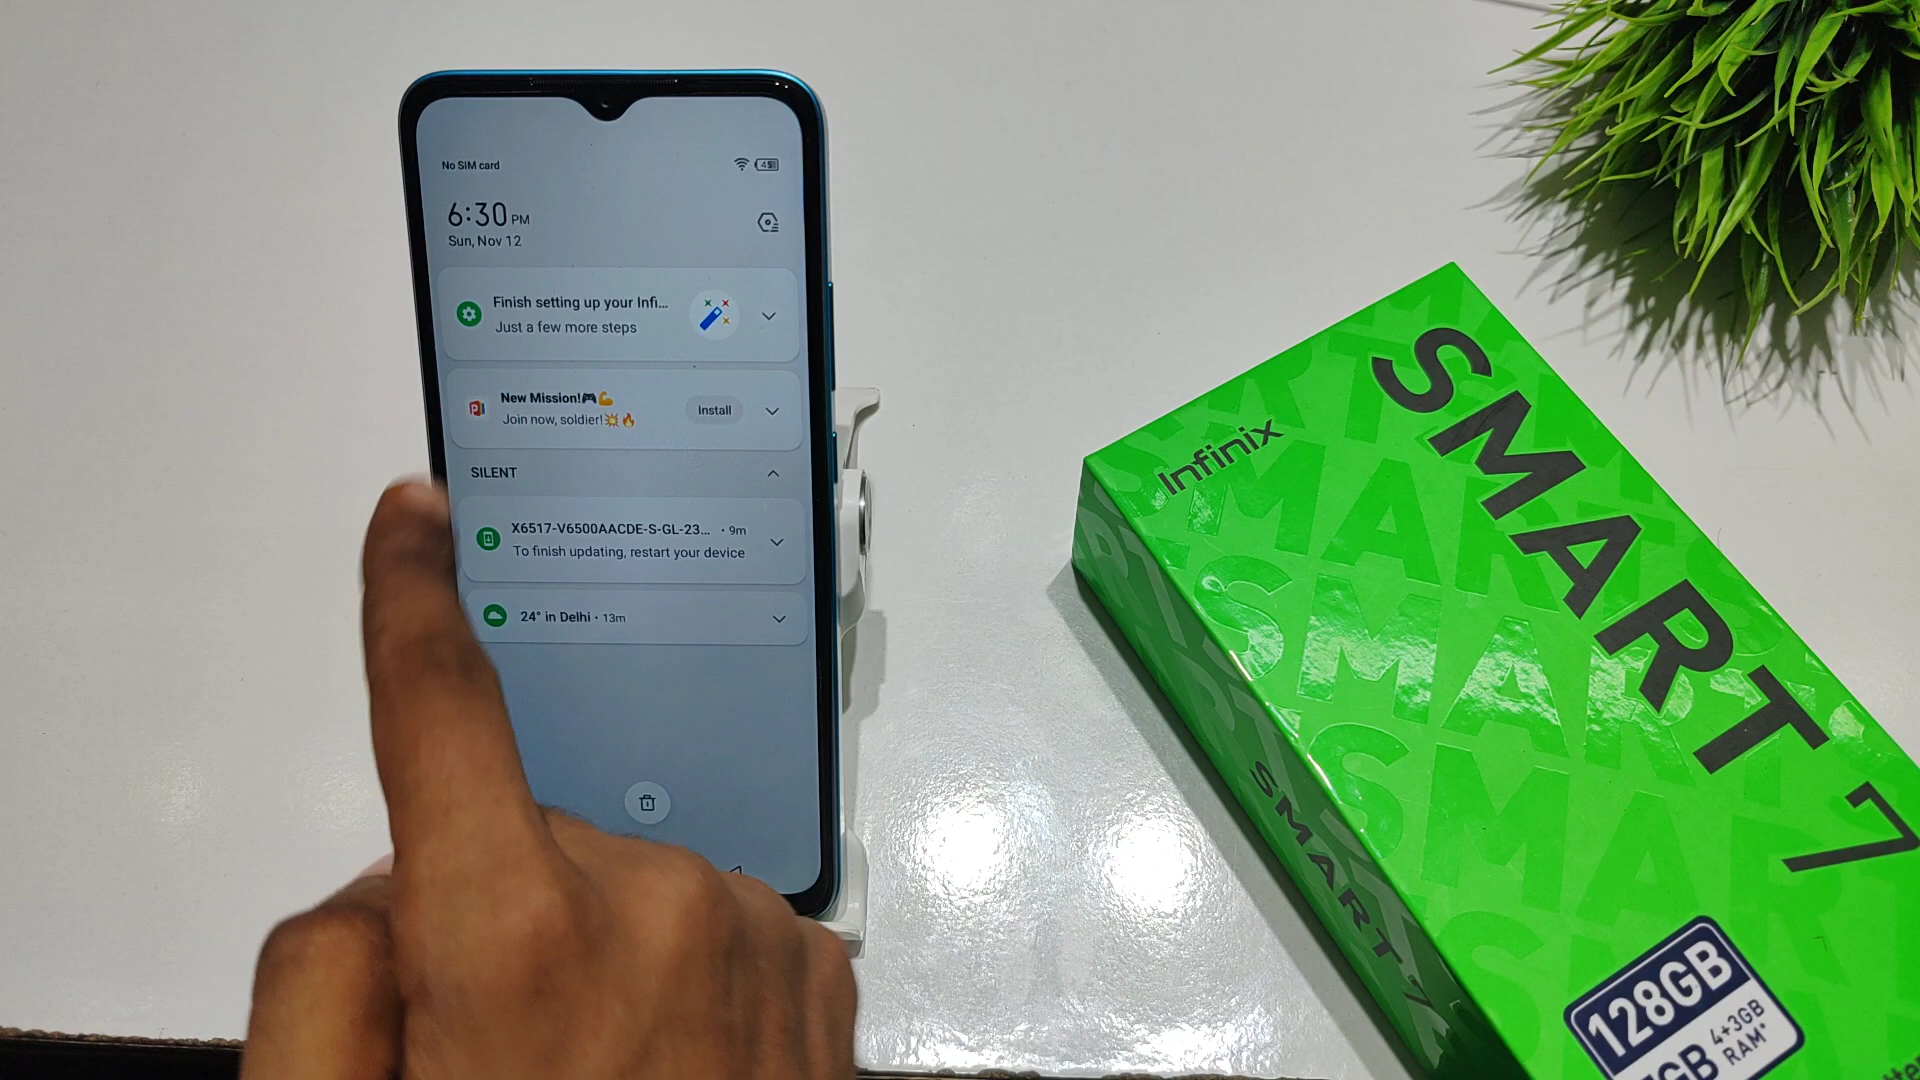 No SIM card
45
6:30 PM
Sun, Nov 12
Finish setting up your Infi...
Just a few more steps
New Mission!🎮💪
Join now, soldier!💥🔥
Install
SILENT
X6517-V6500AACDE-S-GL-23... • 9m
To finish updating, restart your device
24° in Delhi • 13m
Infinix
SMART 7
SMART 7
128GB
4+3GB
RAM*